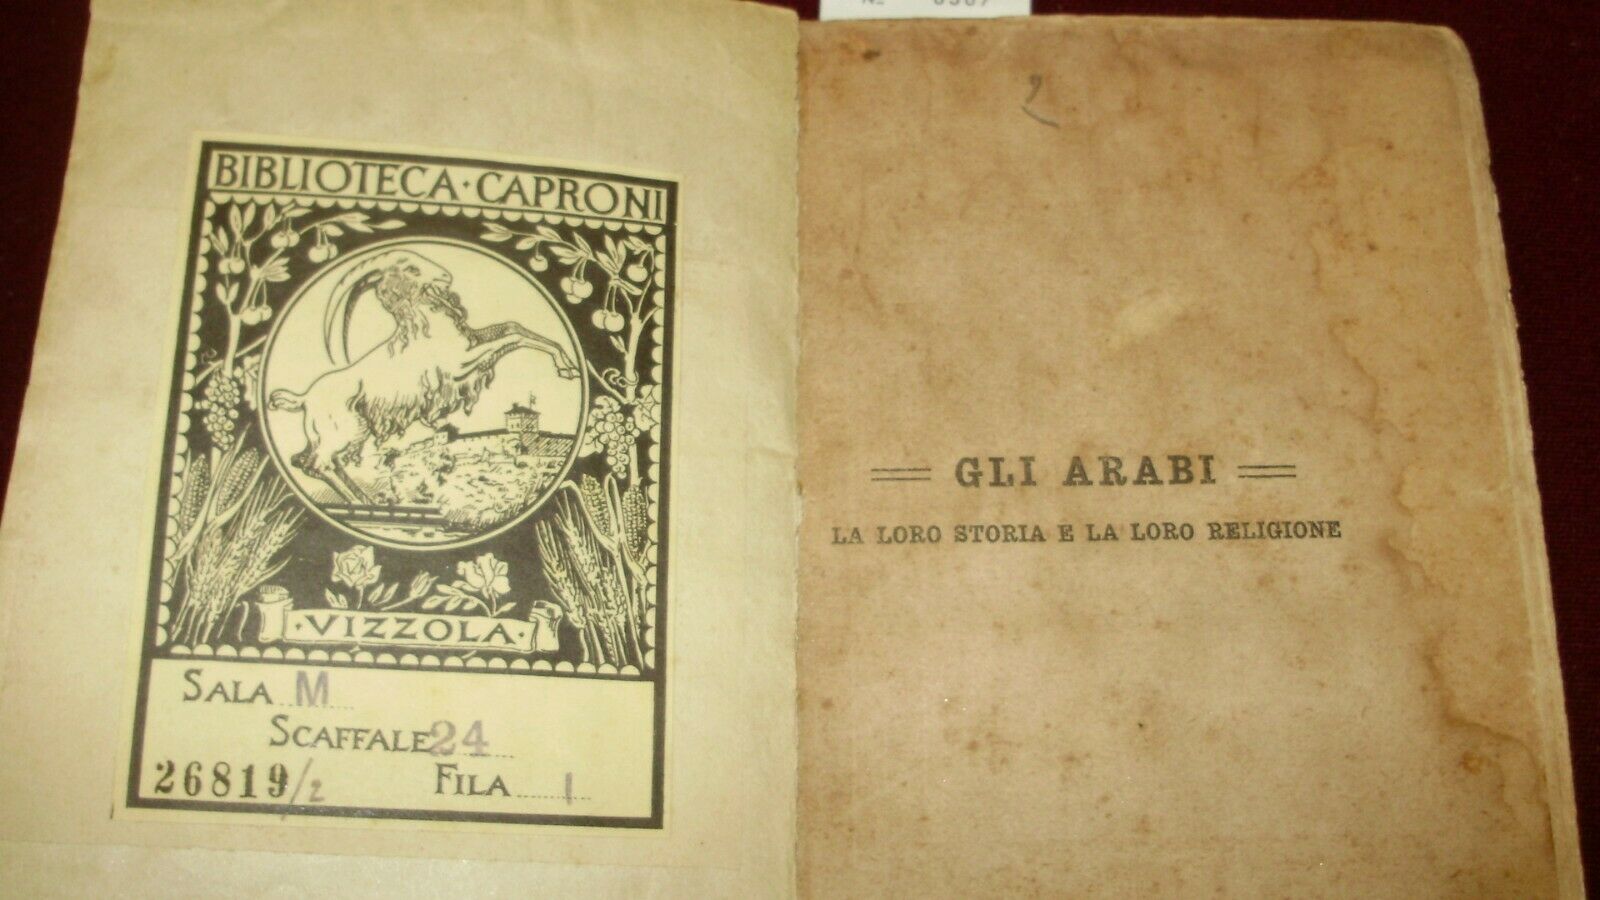 BIBLIOTECA·CAPRONI
·VIZZOLA·
SALA M
SCAFFALE 24
26819/2 FILA 1
GLI ARABI
LA LORO STORIA E LA LORO RELIGIONE